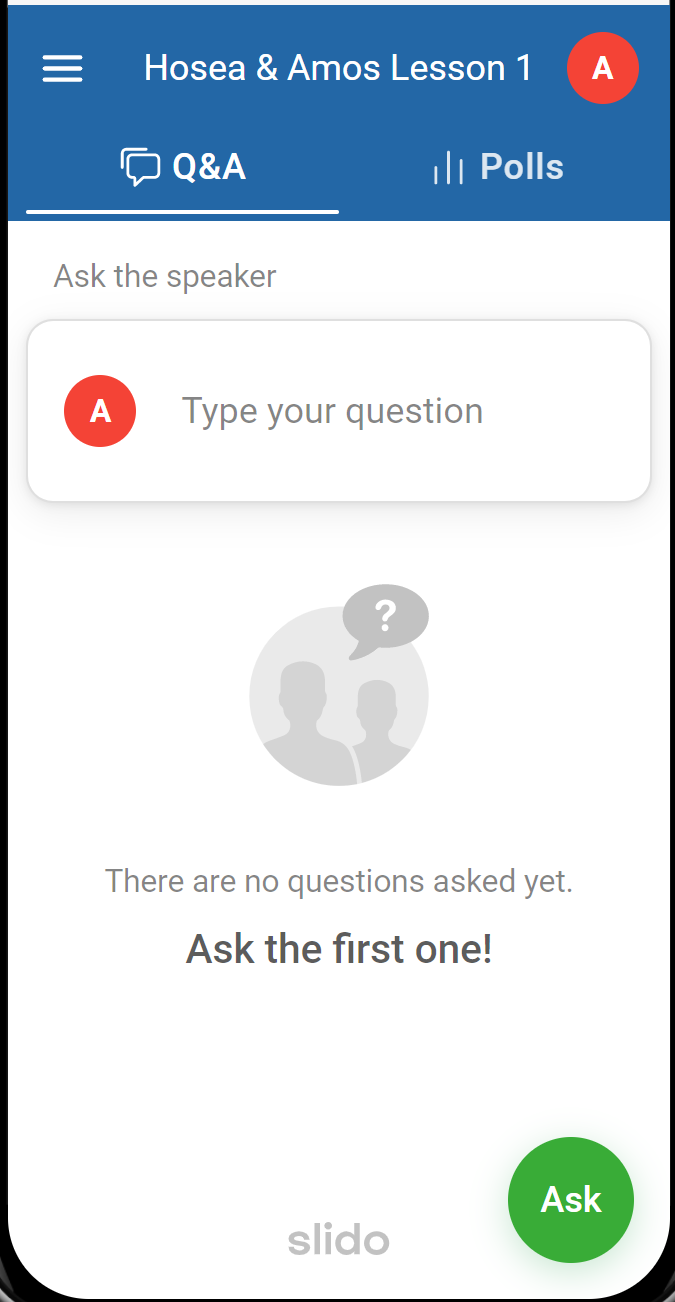 Hosea & Amos Lesson 1
A
Q&A
Polls
Ask the speaker
A
Type your question
?
There are no questions asked yet.
Ask the first one!
Ask
slido